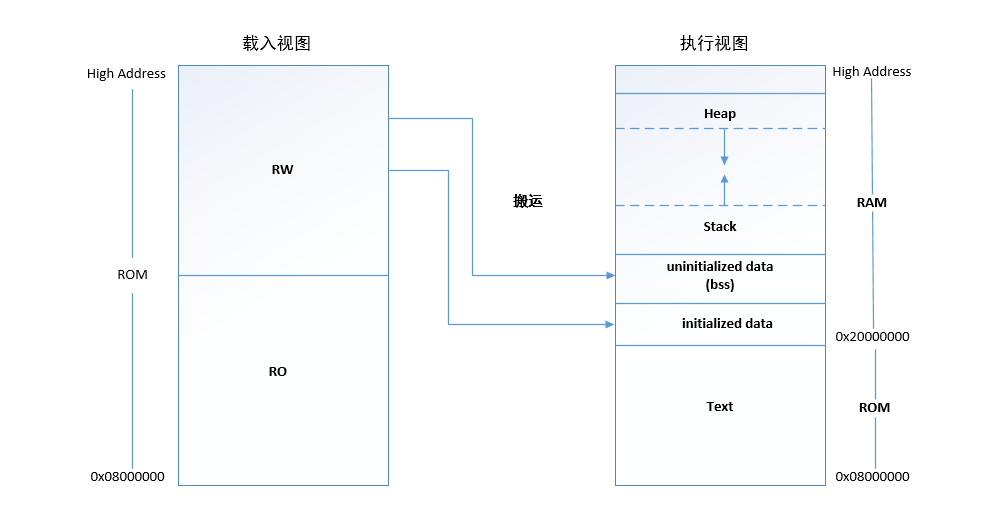 载入视图
High Address
RW
ROM
RO
0x08000000
搬运
执行视图
High Address
Heap
RAM
Stack
uninitialized data
(bss)
initialized data
0x20000000
Text
ROM
0x08000000